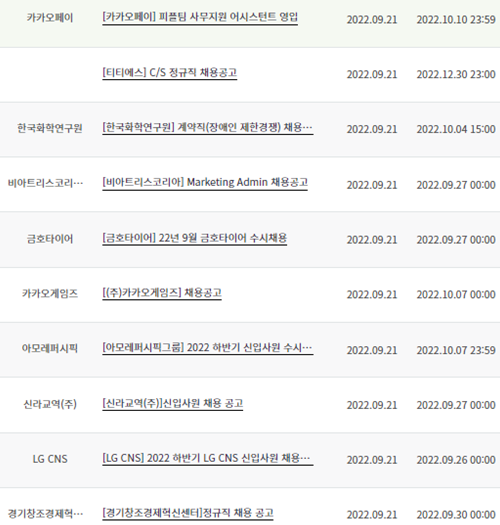 카카오페이 [카카오페이] 피플팀 사무지원 어시스턴트 영입 2022.09.21 2022.10.10 23:59
[티티에스] C/S 정규직 채용공고 2022.09.21 2022.12.30 23:00
한국화학연구원 [한국화학연구원] 계약직(장애인 제한경쟁) 채용… 2022.09.21 2022.10.04 15:00
비아트리스코리… [비아트리스코리아] Marketing Admin 채용공고 2022.09.21 2022.09.27 00:00
금호타이어 [금호타이어] 22년 9월 금호타이어 수시채용 2022.09.21 2022.09.27 00:00
카카오게임즈 [(주)카카오게임즈] 채용공고 2022.09.21 2022.10.07 00:00
아모레퍼시픽 [아모레퍼시픽그룹] 2022 하반기 신입사원 수시… 2022.09.21 2022.10.07 23:59
신라교역(주) [신라교역(주)]신입사원 채용 공고 2022.09.21 2022.09.27 00:00
LG CNS [LG CNS] 2022 하반기 LG CNS 신입사원 채용… 2022.09.21 2022.09.26 00:00
경기창조경제혁… [경기창조경제혁신센터]정규직 채용 공고 2022.09.21 2022.09.30 00:00